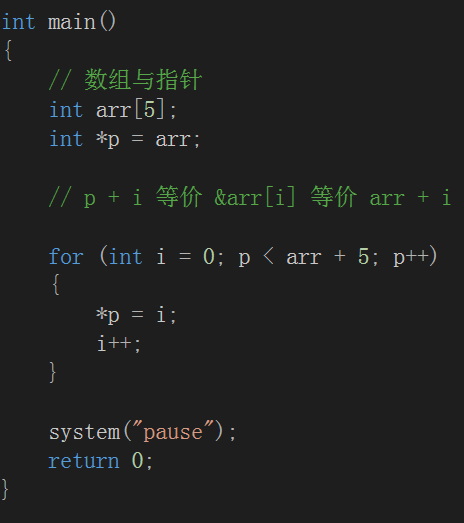 int main()
{
    // 数组与指针
    int arr[5];
    int *p = arr;

    // p + i 等价 &arr[i] 等价 arr + i

    for (int i = 0; p < arr + 5; p++)
    {
        *p = i;
        i++;
    }

    system("pause");
    return 0;
}